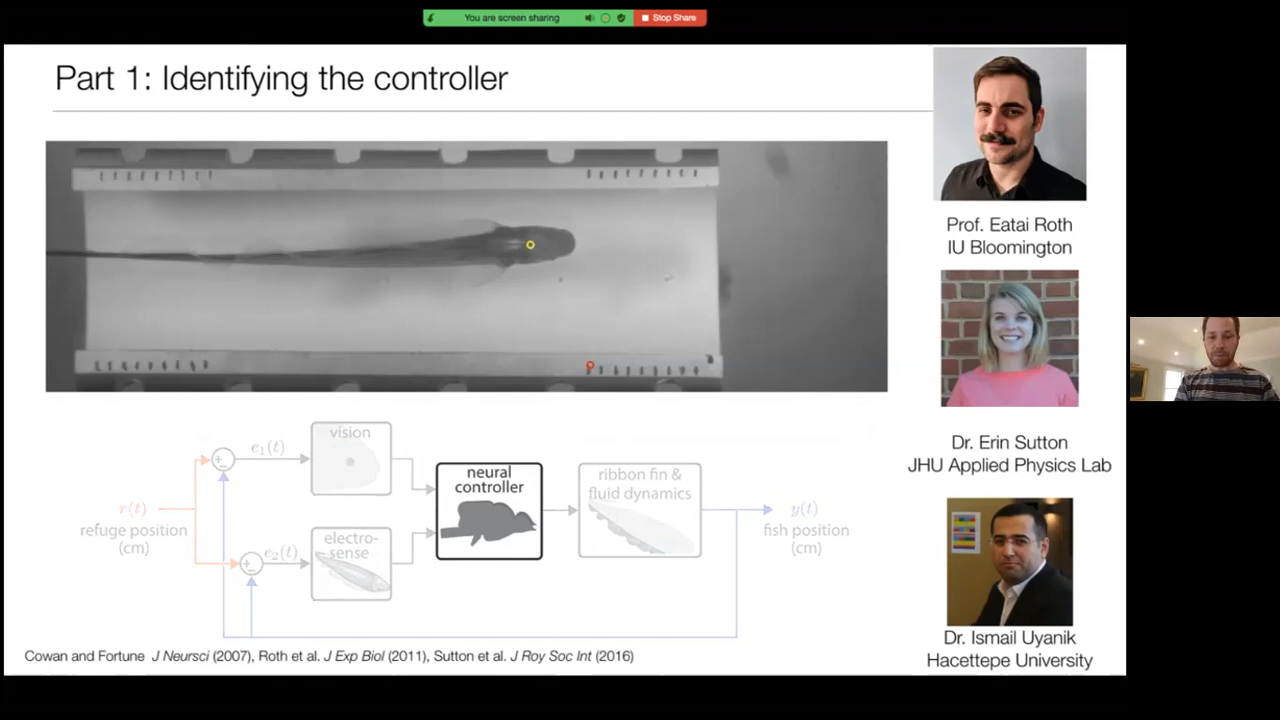 You are screen sharing
Stop Share
Part 1: Identifying the controller
Prof. Eatai Roth
IU Bloomington
Dr. Erin Sutton
JHU Applied Physics Lab
Dr. Ismail Uyanik
Hacettepe University
vision
e₁(t)
neural
controller
ribbon fin &
fluid dynamics
r(t)
refuge position
(cm)
y(t)
fish position
(cm)
electro-
sense
e₂(t)
+
−
+
−
Cowan and Fortune J Neursci (2007), Roth et al. J Exp Biol (2011), Sutton et al. J Roy Soc Int (2016)